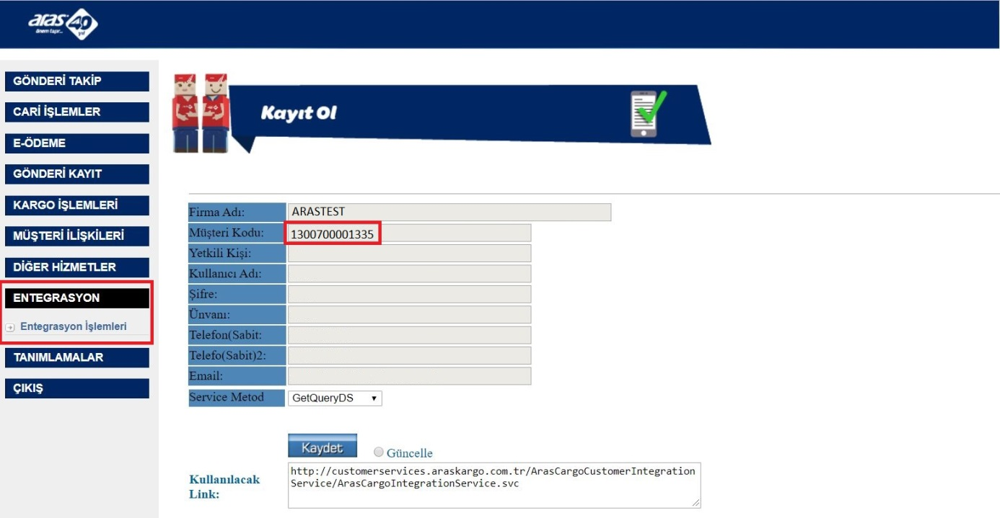 aras 40
önem taşır... yıl
GÖNDERİ TAKİP
CARİ İŞLEMLER
E-ÖDEME
GÖNDERİ KAYIT
KARGO İŞLEMLERİ
MÜŞTERİ İLİŞKİLERİ
DİĞER HİZMETLER
ENTEGRASYON
Entegrasyon İşlemleri
TANIMLAMALAR
ÇIKIŞ
Kayıt Ol
Firma Adı: ARASTEST
Müşteri Kodu: 1300700001335
Yetkili Kişi:
Kullanıcı Adı:
Şifre:
Ünvanı:
Telefon(Sabit:
Telefo(Sabit)2:
Email:
Service Metod GetQueryDS
Kaydet Güncelle
Kullanılacak
Link:
http://customerservices.araskargo.com.tr/ArasCargoCustomerIntegration
Service/ArasCargoIntegrationService.svc